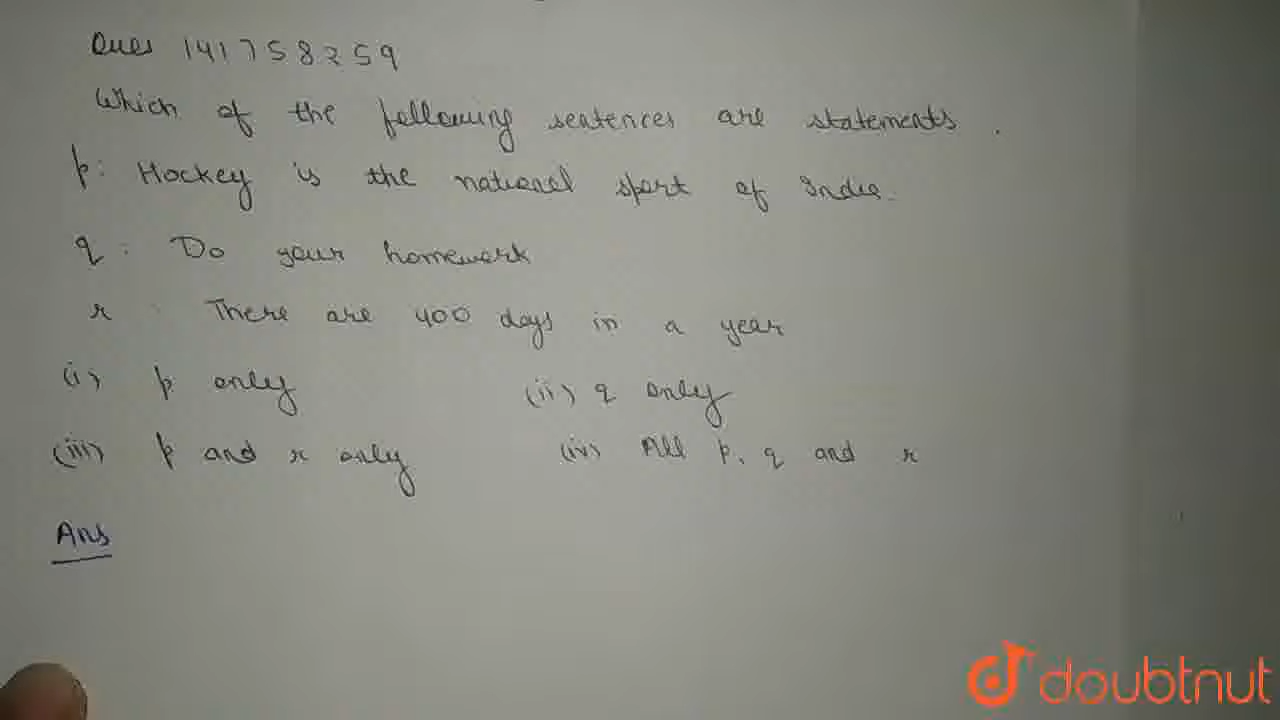 Ques 141758259
Which of the following sentences are statements.
p: Hockey is the national sport of India.
q: Do your homework
r : There are 400 days in a year
(i) p only (ii) q only
(iii) p and r only (iv) All p, q and r
Ans
doubtnut